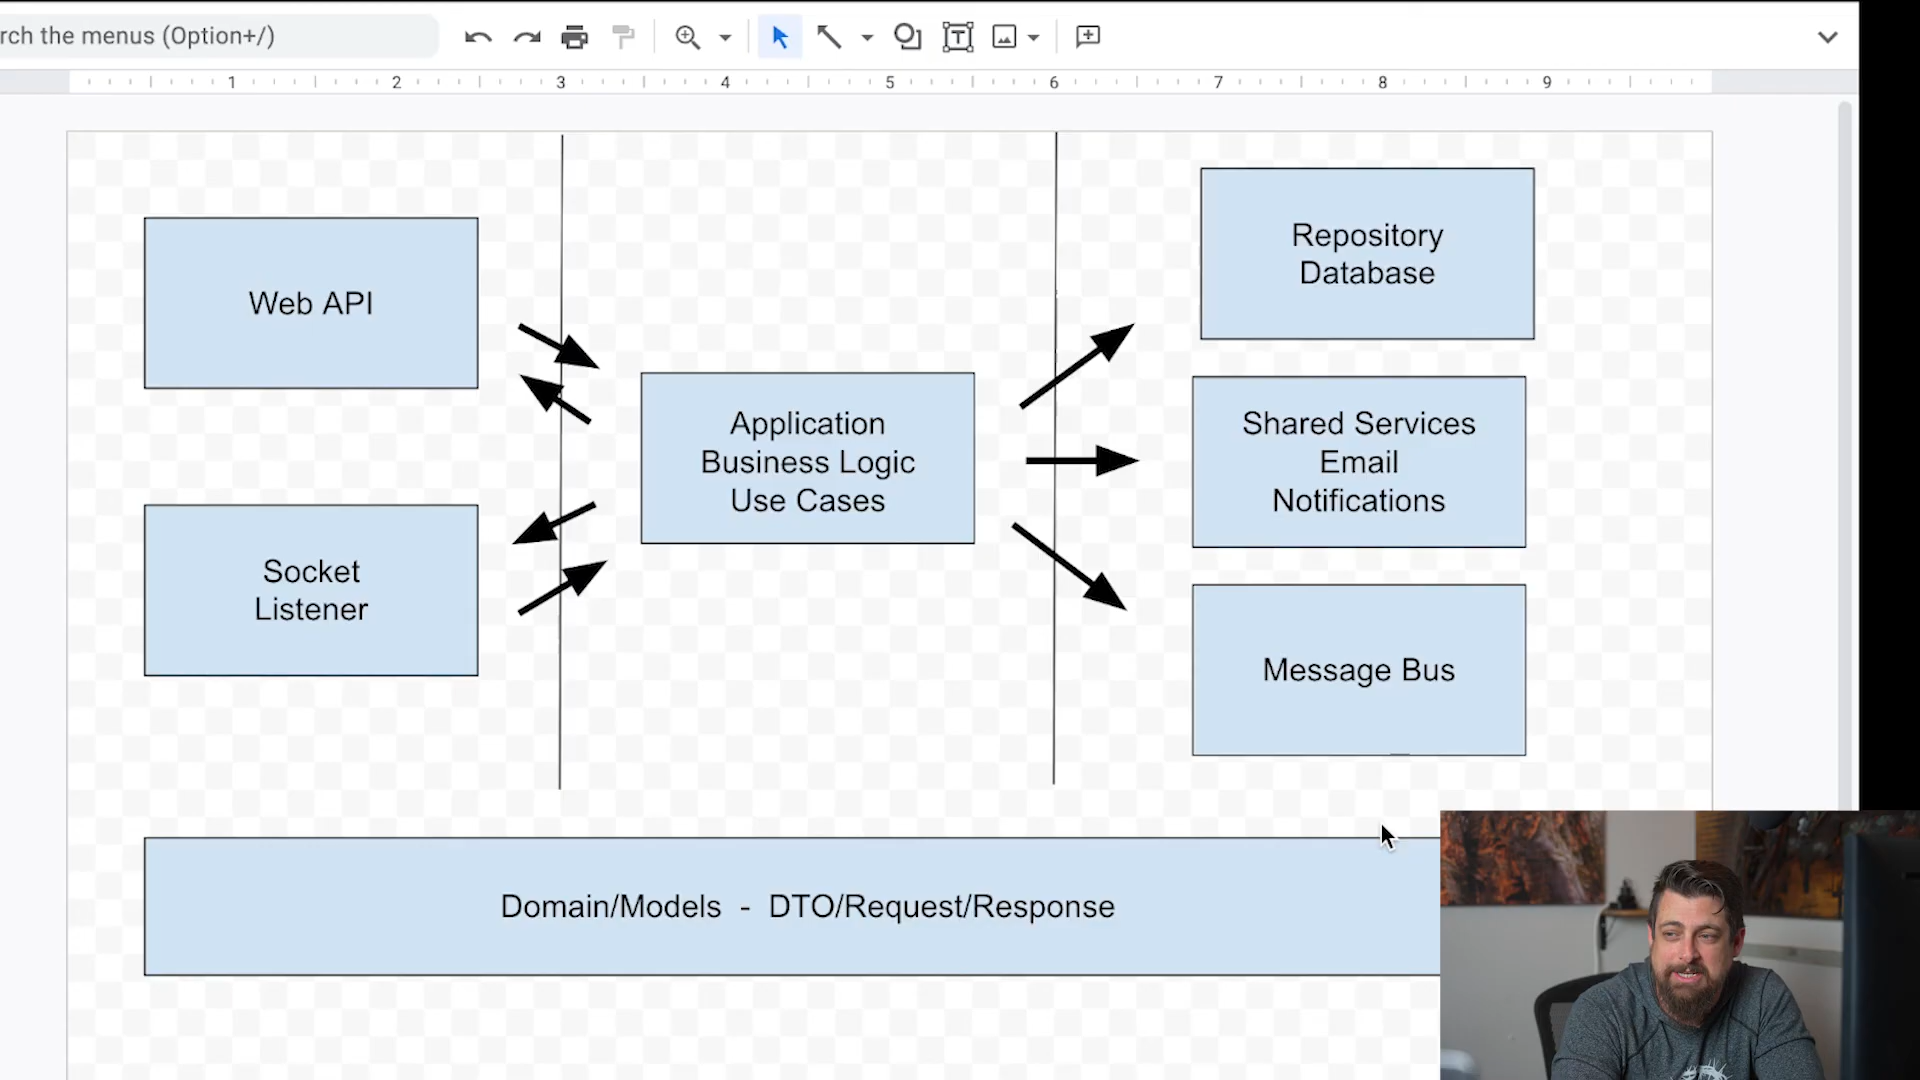 rch the menus (Option+/)
1 2 3 4 5 6 7 8 9
Web API
Socket
Listener
Application
Business Logic
Use Cases
Repository
Database
Shared Services
Email
Notifications
Message Bus
Domain/Models - DTO/Request/Response